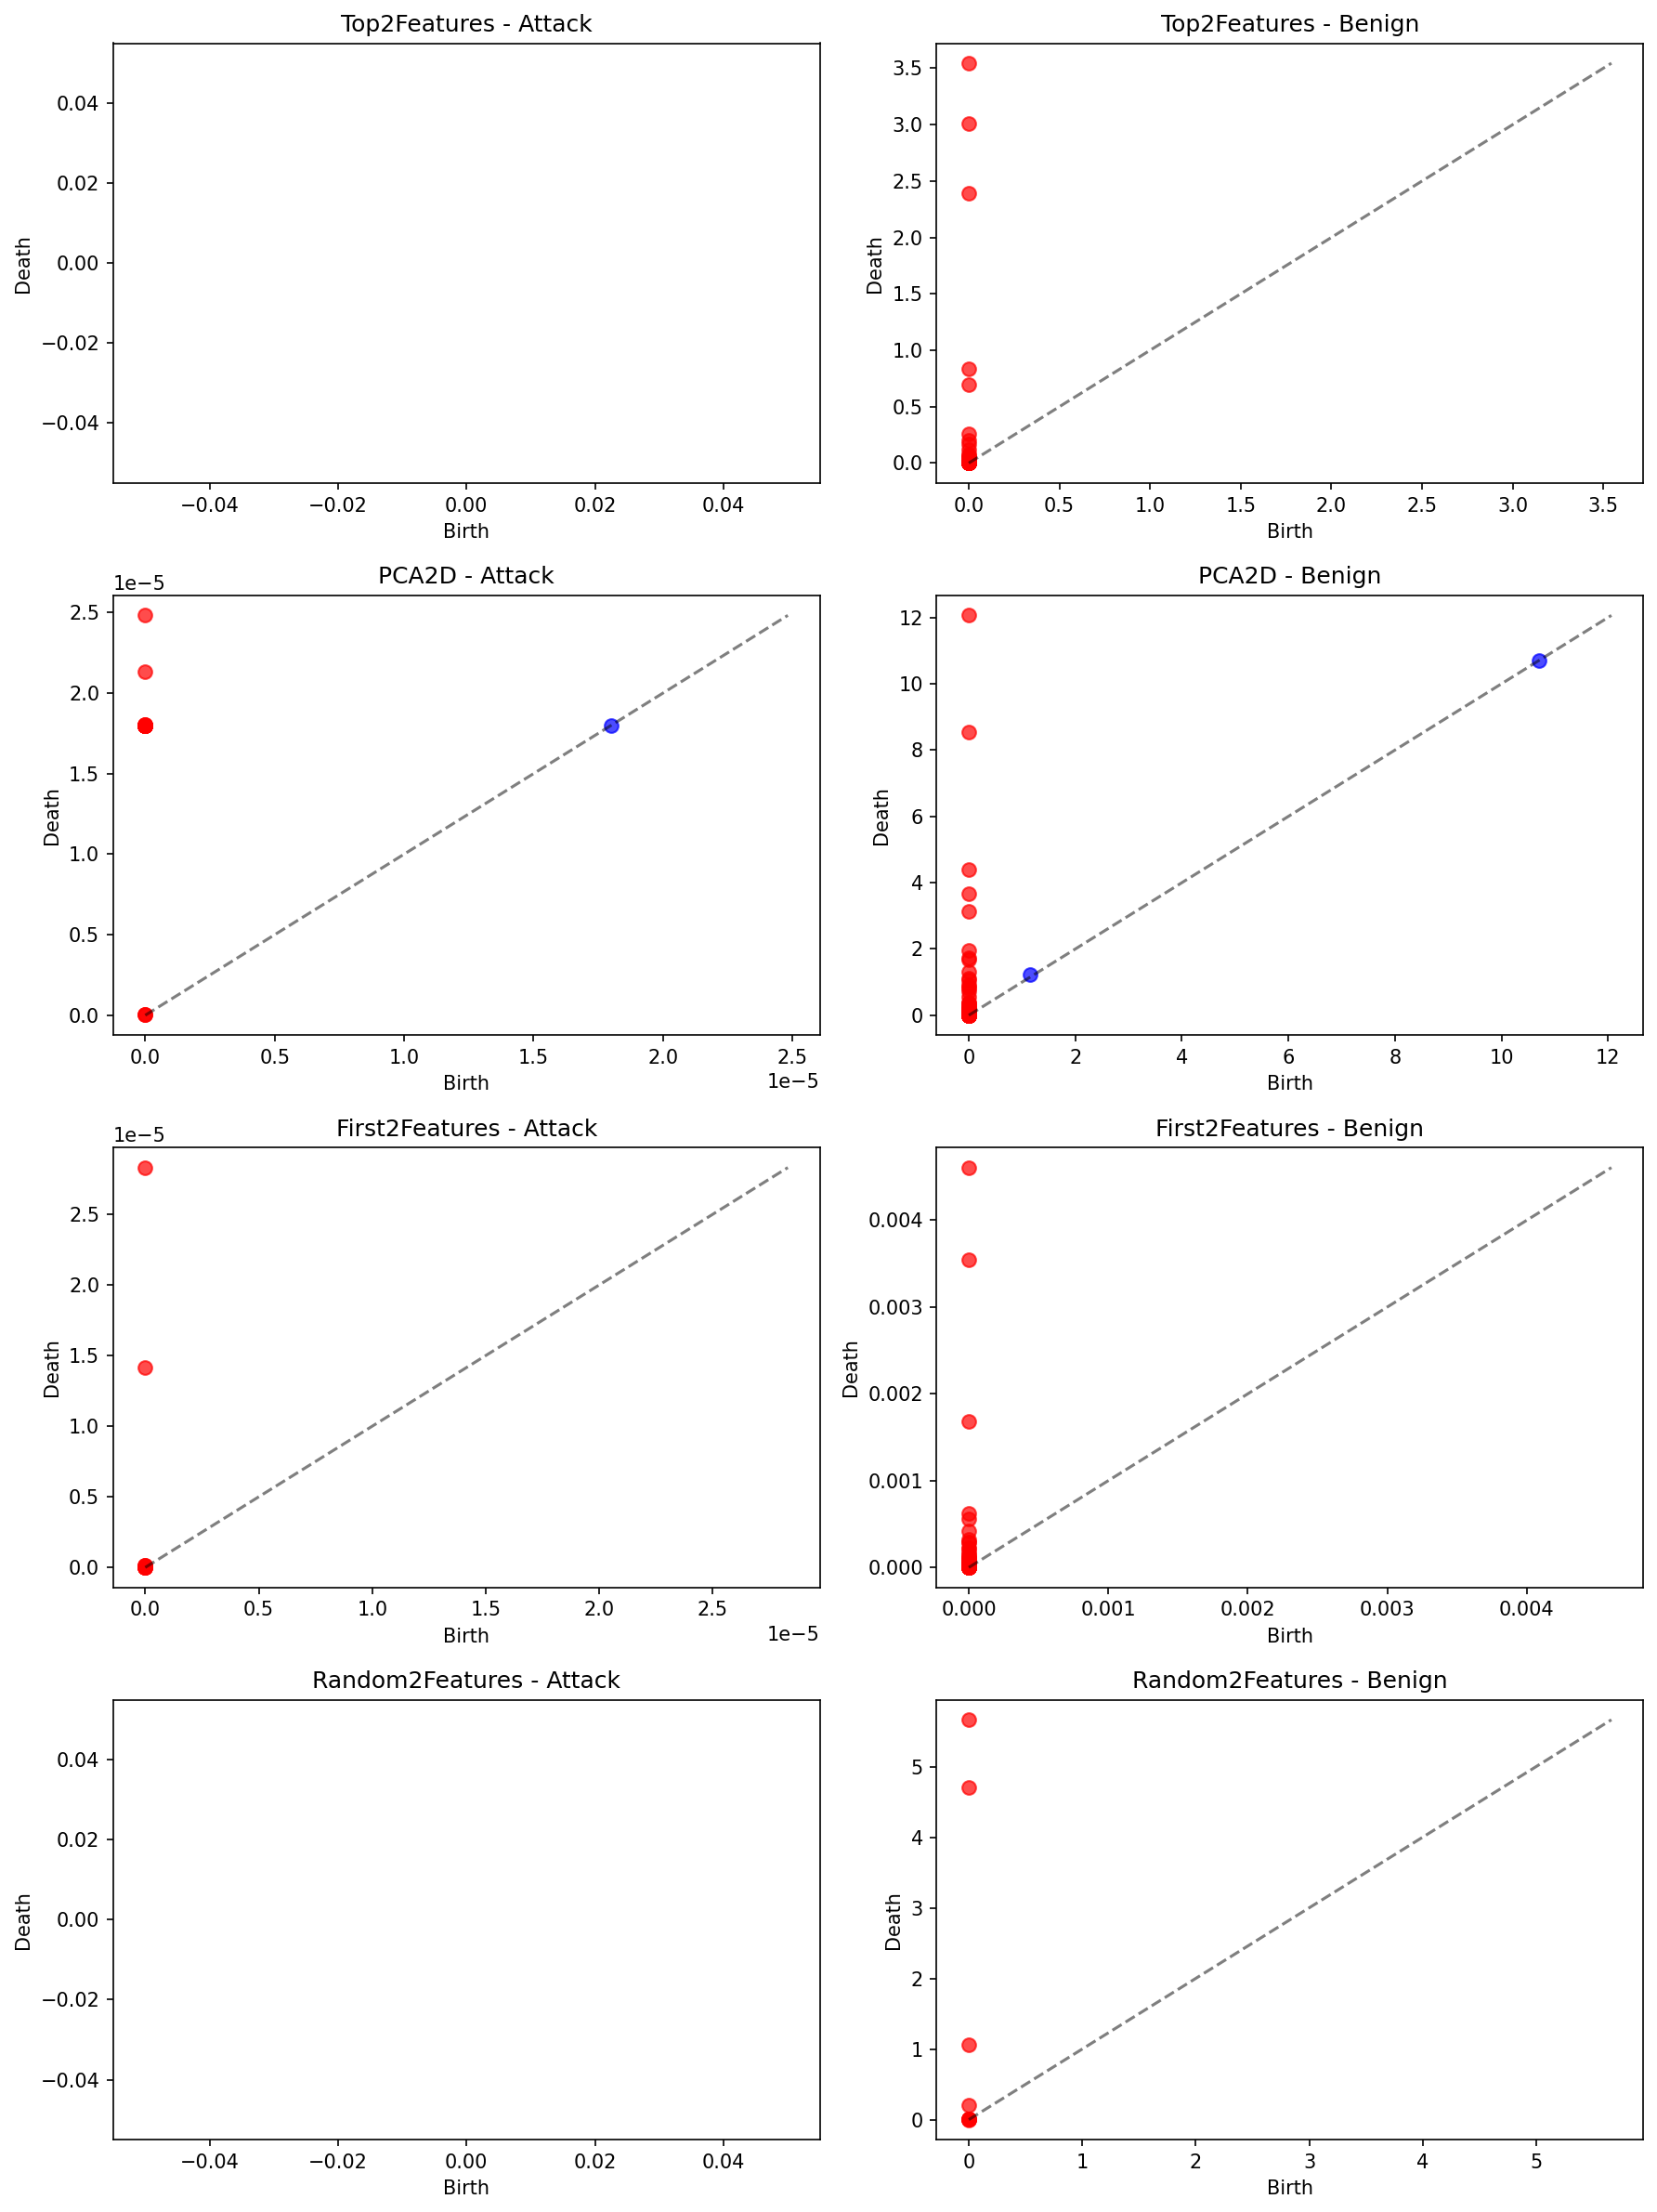 Top2Features - Attack
Death
0.04
0.02
0.00
−0.02
−0.04
−0.04 −0.02 0.00 0.02 0.04
Birth
Top2Features - Benign
Death
3.5
3.0
2.5
2.0
1.5
1.0
0.5
0.0
0.0 0.5 1.0 1.5 2.0 2.5 3.0 3.5
Birth
PCA2D - Attack
1e−5
Death
2.5
2.0
1.5
1.0
0.5
0.0
0.0 0.5 1.0 1.5 2.0 2.5
Birth
1e−5
PCA2D - Benign
Death
12
10
8
6
4
2
0
0 2 4 6 8 10 12
Birth
First2Features - Attack
1e−5
Death
2.5
2.0
1.5
1.0
0.5
0.0
0.0 0.5 1.0 1.5 2.0 2.5
Birth
1e−5
First2Features - Benign
Death
0.004
0.003
0.002
0.001
0.000
0.000 0.001 0.002 0.003 0.004
Birth
Random2Features - Attack
Death
0.04
0.02
0.00
−0.02
−0.04
−0.04 −0.02 0.00 0.02 0.04
Birth
Random2Features - Benign
Death
5
4
3
2
1
0
0 1 2 3 4 5
Birth